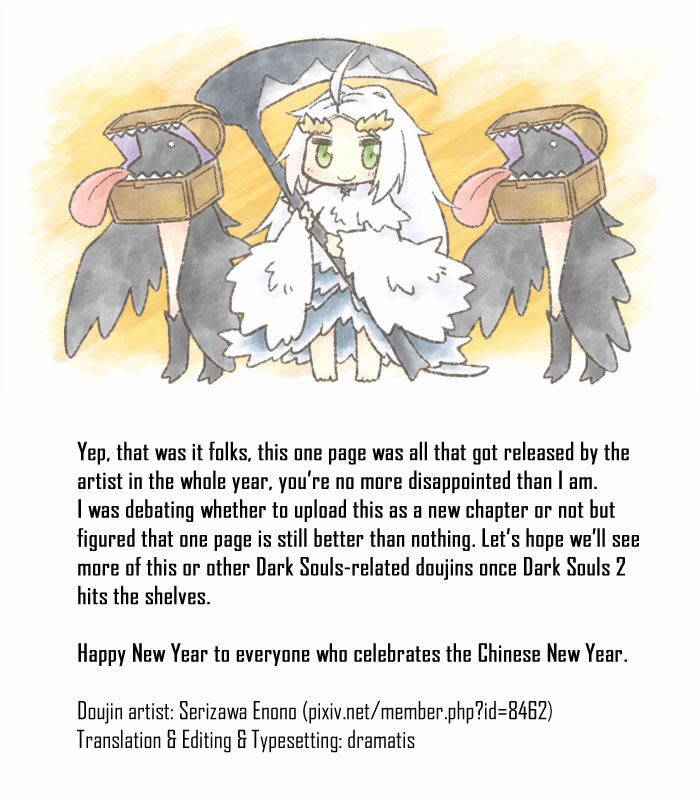 Yep, that was it folks, this one page was all that got released by the
artist in the whole year, you're no more disappointed than I am.
I was debating whether to upload this as a new chapter or not but
figured that one page is still better than nothing. Let's hope we'll see
more of this or other Dark Souls-related doujins once Dark Souls 2
hits the shelves.
Happy New Year to everyone who celebrates the Chinese New Year.
Doujin artist: Serizawa Enono (pixiv.net/member.php?id=8462)
Translation & Editing & Typesetting: dramatis